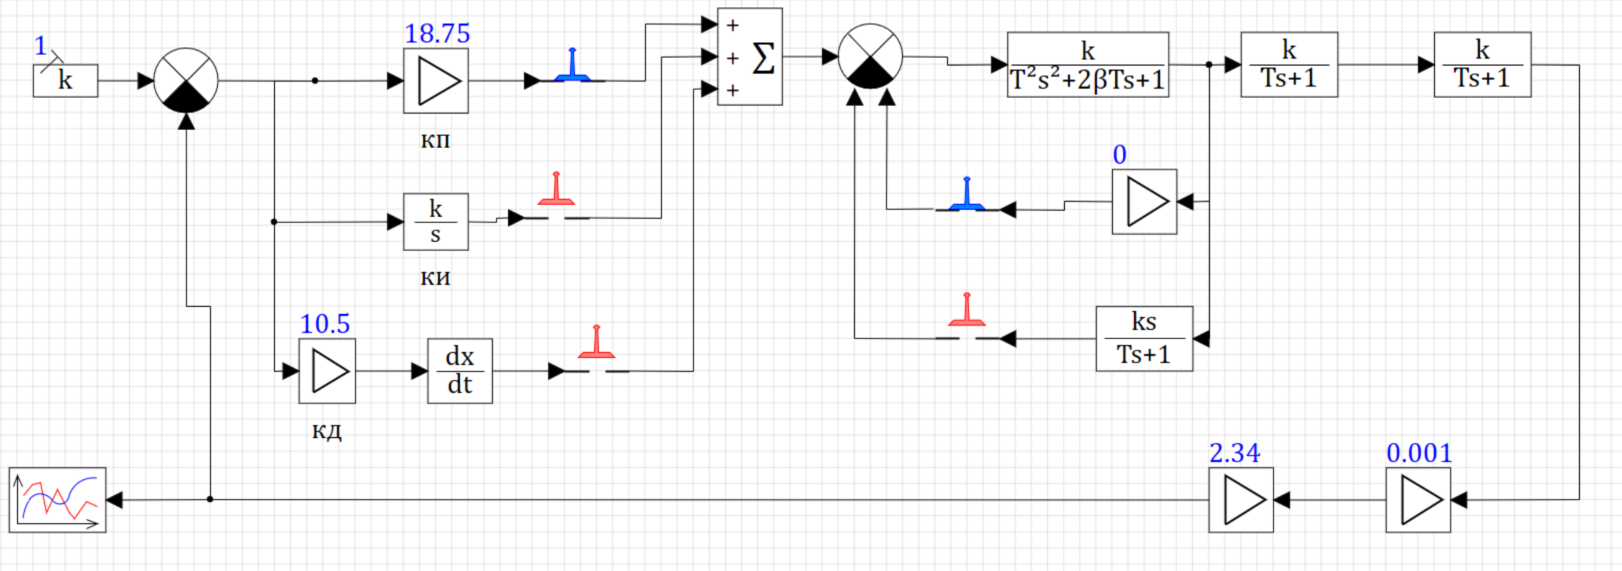 1
k
18.75
кп
k
s
ки
10.5
кд
dx
dt
+
+
+
Σ
k
T²s²+2βTs+1
k
Ts+1
k
Ts+1
0
ks
Ts+1
2.34
0.001